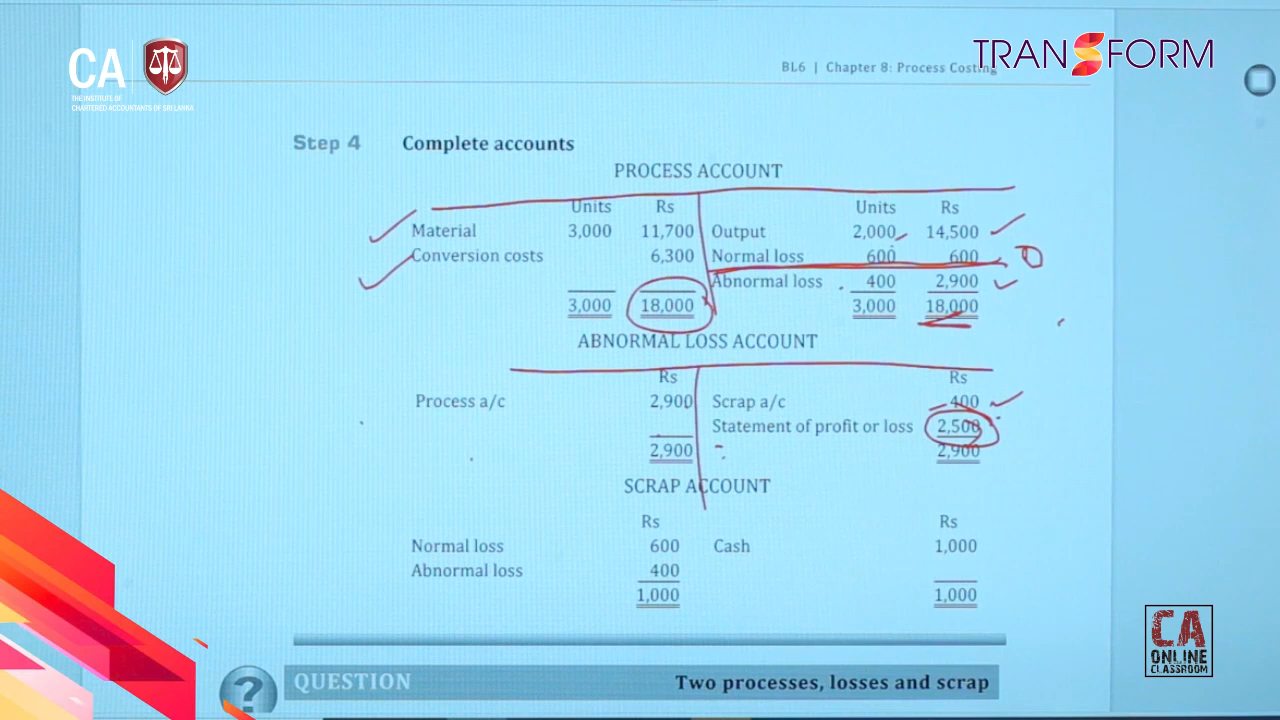 CA
THE INSTITUTE OF
CHARTERED ACCOUNTANTS OF SRI LANKA
TRANSFORM
BL6 | Chapter 8: Process Costing
Step 4 Complete accounts
PROCESS ACCOUNT
Units Rs Units Rs
Material 3,000 11,700 Output 2,000 14,500
Conversion costs 6,300 Normal loss 600 600
Abnormal loss 400 2,900
3,000 18,000 3,000 18,000
ABNORMAL LOSS ACCOUNT
Rs Rs
Process a/c 2,900 Scrap a/c 400
Statement of profit or loss 2,500
2,900 2,900
SCRAP ACCOUNT
Rs Rs
Normal loss 600 Cash 1,000
Abnormal loss 400
1,000 1,000
? QUESTION Two processes, losses and scrap
CA
ONLINE
CLASSROOM